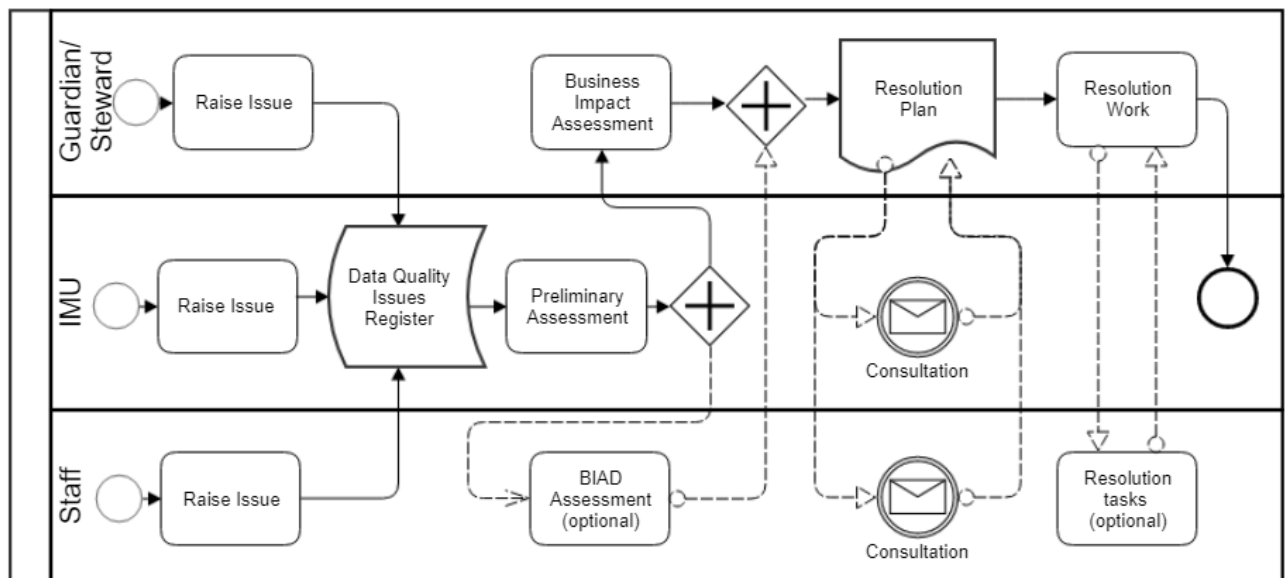 Guardian/
Steward
Raise Issue
Business
Impact
Assessment
Resolution
Plan
Resolution
Work
IMU
Raise Issue
Data Quality
Issues
Register
Preliminary
Assessment
Consultation
Staff
Raise Issue
BIAD
Assessment
(optional)
Consultation
Resolution
tasks
(optional)